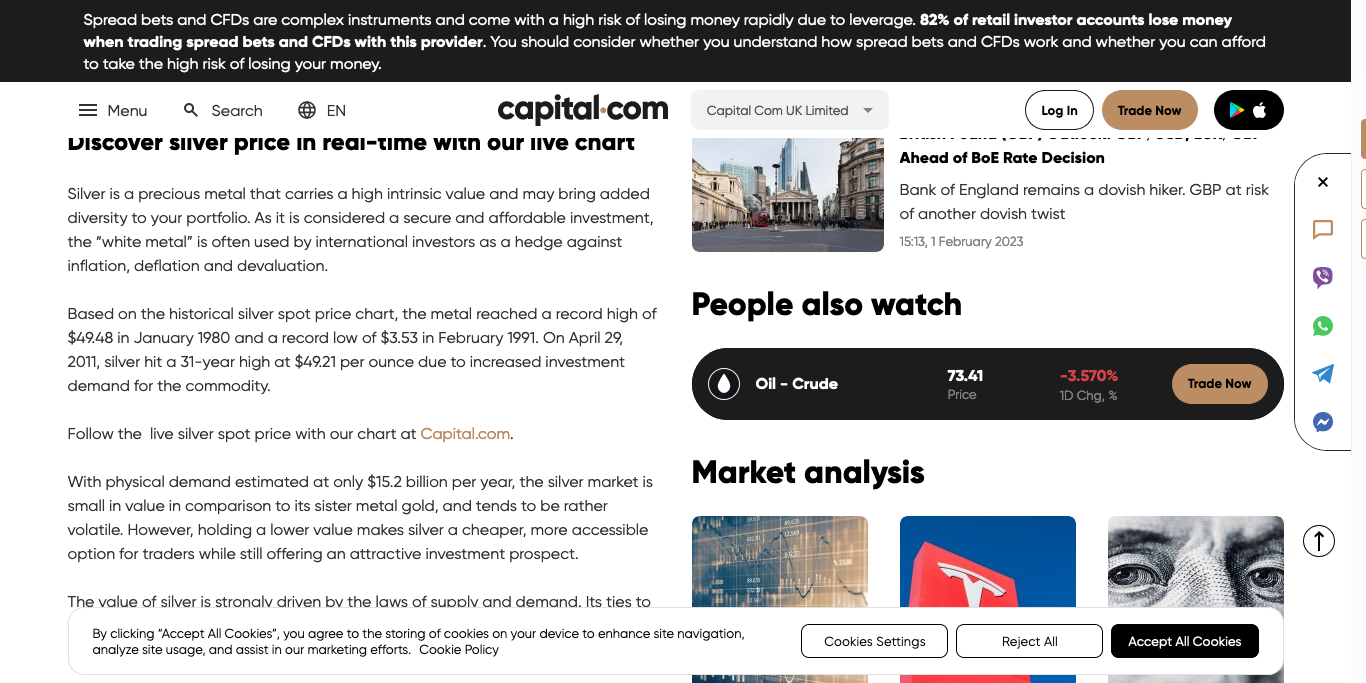 Spread bets and CFDs are complex instruments and come with a high risk of losing money rapidly due to leverage. 82% of retail investor accounts lose money
when trading spread bets and CFDs with this provider. You should consider whether you understand how spread bets and CFDs work and whether you can afford
to take the high risk of losing your money.
Menu
Search
EN
capital.com
Capital Com UK Limited
Log In
Trade Now
Discover silver price in real-time with our live chart
Silver is a precious metal that carries a high intrinsic value and may bring added
diversity to your portfolio. As it is considered a secure and affordable investment,
the “white metal” is often used by international investors as a hedge against
inflation, deflation and devaluation.
Based on the historical silver spot price chart, the metal reached a record high of
$49.48 in January 1980 and a record low of $3.53 in February 1991. On April 29,
2011, silver hit a 31-year high at $49.21 per ounce due to increased investment
demand for the commodity.
Follow the  live silver spot price with our chart at Capital.com.
With physical demand estimated at only $15.2 billion per year, the silver market is
small in value in comparison to its sister metal gold, and tends to be rather
volatile. However, holding a lower value makes silver a cheaper, more accessible
option for traders while still offering an attractive investment prospect.
The value of silver is strongly driven by the laws of supply and demand. Its ties to
Ahead of BoE Rate Decision
Bank of England remains a dovish hiker. GBP at risk
of another dovish twist
15:13, 1 February 2023
People also watch
Oil - Crude
73.41
Price
-3.570%
1D Chg, %
Trade Now
Market analysis
By clicking “Accept All Cookies”, you agree to the storing of cookies on your device to enhance site navigation,
analyze site usage, and assist in our marketing efforts. Cookie Policy
Cookies Settings
Reject All
Accept All Cookies